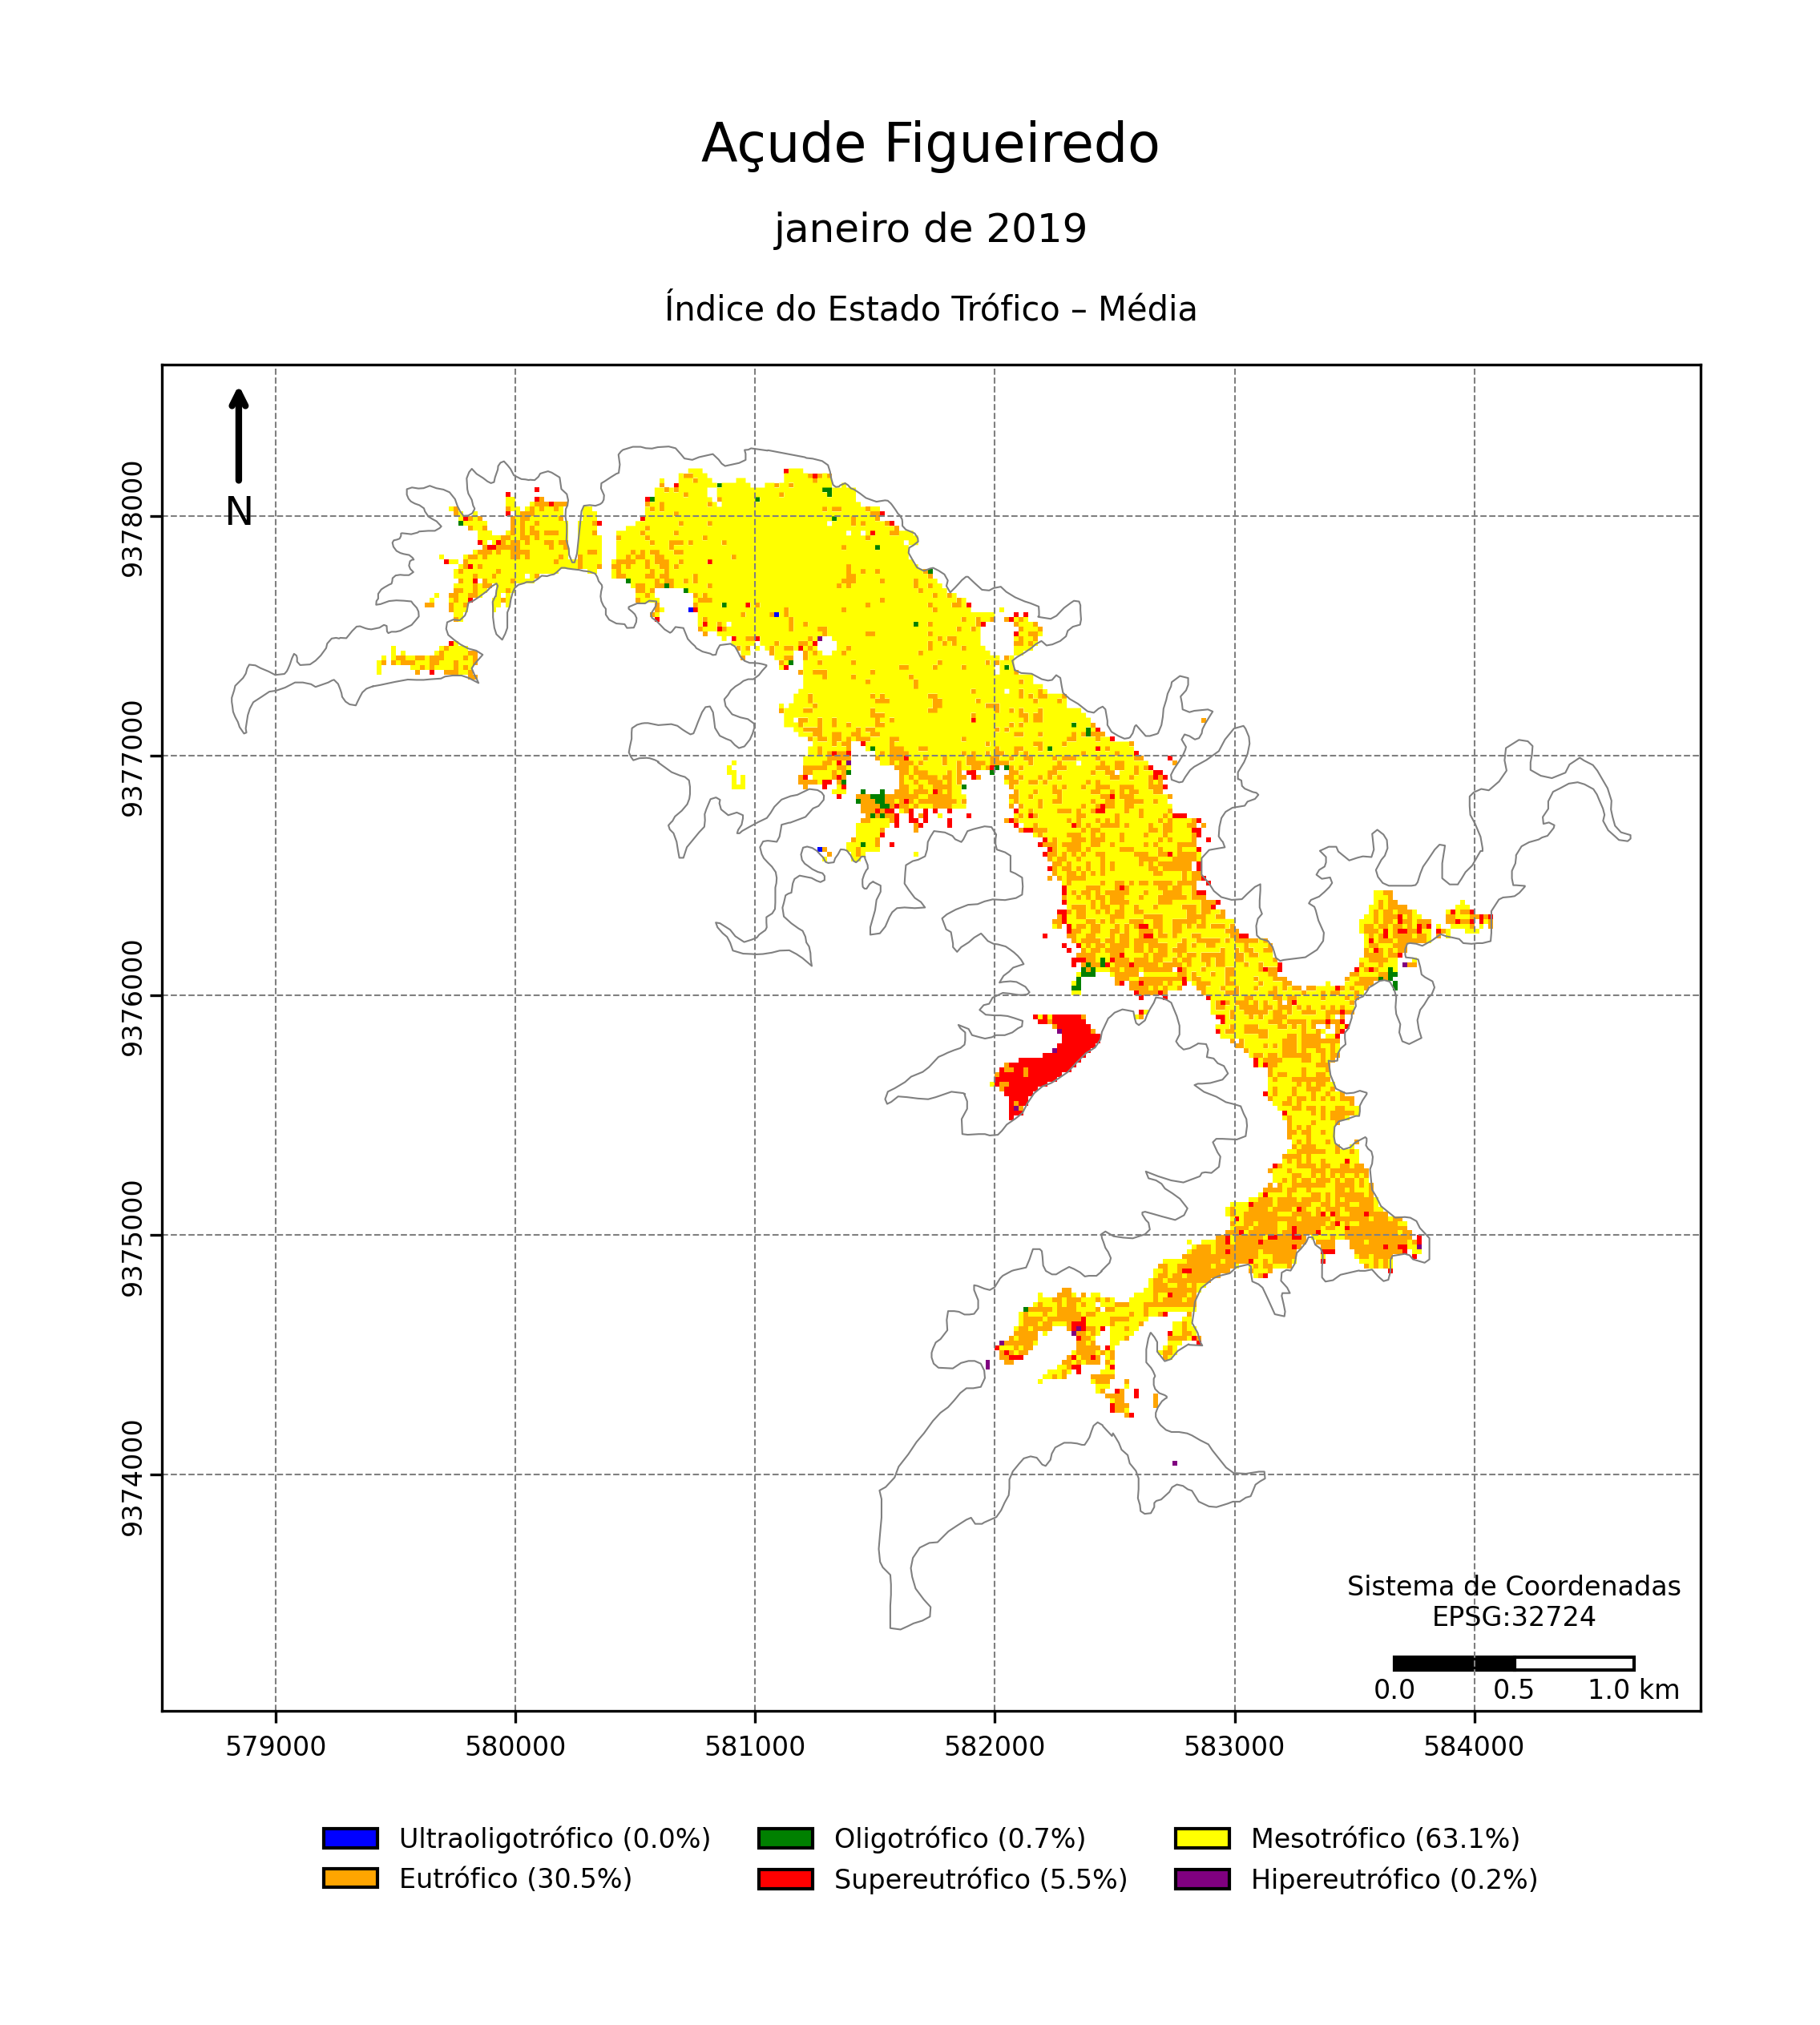 Açude Figueiredo
janeiro de 2019
Índice do Estado Trófico – Média
N
9378000
9377000
9376000
9375000
9374000
Sistema de Coordenadas
EPSG:32724
0.0 0.5 1.0 km
579000 580000 581000 582000 583000 584000
Ultraoligotrófico (0.0%) Oligotrófico (0.7%) Mesotrófico (63.1%)
Eutrófico (30.5%) Supereutrófico (5.5%) Hipereutrófico (0.2%)